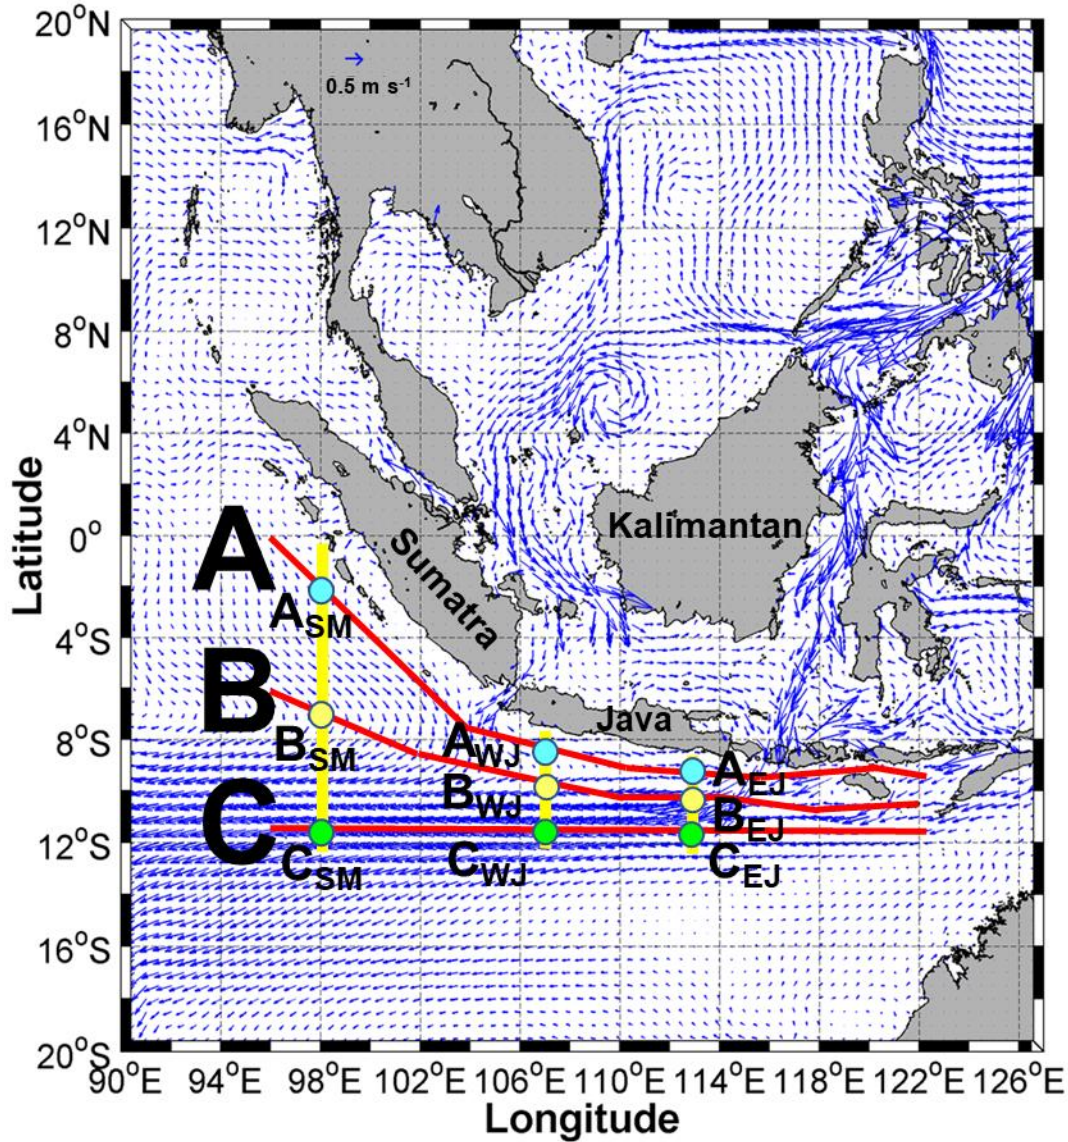 20°N
0.5 m s-1
16°N
12°N
8°N
4°N
A
0°
Kalimantan
Sumatra
Latitude
ASM
4°S
B
BSM
Java
8°S
AWJ
AEJ
BWJ
BEJ
C
12°S
CSM
CWJ
CEJ
16°S
20°S
90°E 94°E 98°E 102°E 106°E 110°E 114°E 118°E 122°E 126°E
Longitude